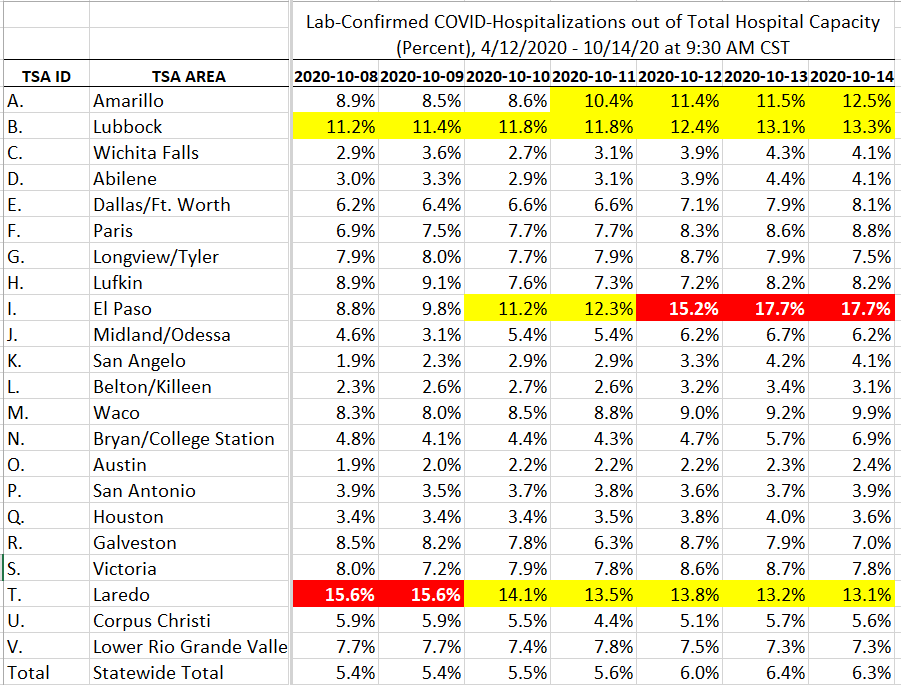 Lab-Confirmed COVID-Hospitalizations out of Total Hospital Capacity
(Percent), 4/12/2020 - 10/14/20 at 9:30 AM CST
TSA ID TSA AREA 2020-10-08 2020-10-09 2020-10-10 2020-10-11 2020-10-12 2020-10-13 2020-10-14
A. Amarillo 8.9% 8.5% 8.6% 10.4% 11.4% 11.5% 12.5%
B. Lubbock 11.2% 11.4% 11.8% 11.8% 12.4% 13.1% 13.3%
C. Wichita Falls 2.9% 3.6% 2.7% 3.1% 3.9% 4.3% 4.1%
D. Abilene 3.0% 3.3% 2.9% 3.1% 3.9% 4.4% 4.1%
E. Dallas/Ft. Worth 6.2% 6.4% 6.6% 6.6% 7.1% 7.9% 8.1%
F. Paris 6.9% 7.5% 7.7% 7.7% 8.3% 8.6% 8.8%
G. Longview/Tyler 7.9% 8.0% 7.7% 7.9% 8.7% 7.9% 7.5%
H. Lufkin 8.9% 9.1% 7.6% 7.3% 7.2% 8.2% 8.2%
I. El Paso 8.8% 9.8% 11.2% 12.3% 15.2% 17.7% 17.7%
J. Midland/Odessa 4.6% 3.1% 5.4% 5.4% 6.2% 6.7% 6.2%
K. San Angelo 1.9% 2.3% 2.9% 2.9% 3.3% 4.2% 4.1%
L. Belton/Killeen 2.3% 2.6% 2.7% 2.6% 3.2% 3.4% 3.1%
M. Waco 8.3% 8.0% 8.5% 8.8% 9.0% 9.2% 9.9%
N. Bryan/College Station 4.8% 4.1% 4.4% 4.3% 4.7% 5.7% 6.9%
O. Austin 1.9% 2.0% 2.2% 2.2% 2.2% 2.3% 2.4%
P. San Antonio 3.9% 3.5% 3.7% 3.8% 3.6% 3.7% 3.9%
Q. Houston 3.4% 3.4% 3.4% 3.5% 3.8% 4.0% 3.6%
R. Galveston 8.5% 8.2% 7.8% 6.3% 8.7% 7.9% 7.0%
S. Victoria 8.0% 7.2% 7.9% 7.8% 8.6% 8.7% 7.8%
T. Laredo 15.6% 15.6% 14.1% 13.5% 13.8% 13.2% 13.1%
U. Corpus Christi 5.9% 5.9% 5.5% 4.4% 5.1% 5.7% 5.6%
V. Lower Rio Grande Valle 7.7% 7.7% 7.4% 7.8% 7.5% 7.3% 7.3%
Total Statewide Total 5.4% 5.4% 5.5% 5.6% 6.0% 6.4% 6.3%